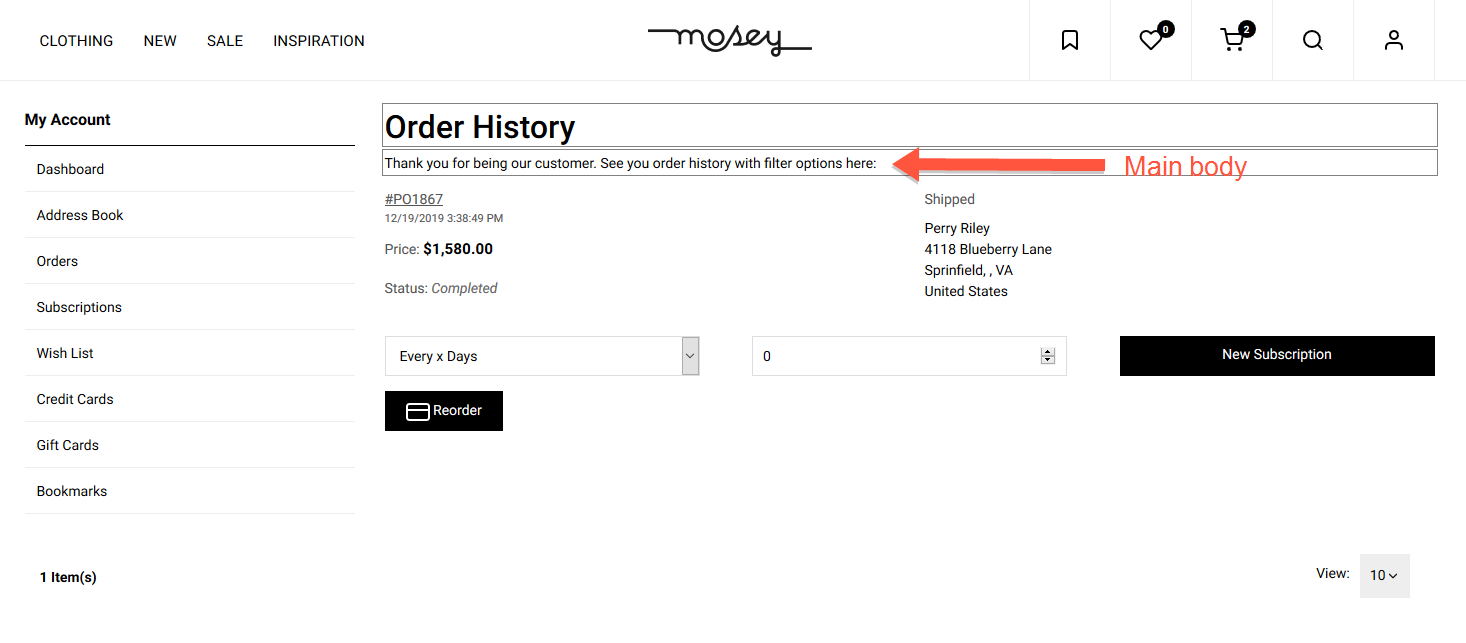 CLOTHING NEW SALE INSPIRATION
mosey
0
2
My Account
Dashboard
Address Book
Orders
Subscriptions
Wish List
Credit Cards
Gift Cards
Bookmarks
Order History
Thank you for being our customer. See you order history with filter options here:
Main body
#PO1867
12/19/2019 3:38:49 PM
Price: $1,580.00
Status: Completed
Shipped
Perry Riley
4118 Blueberry Lane
Sprinfield, , VA
United States
Every x Days
0
New Subscription
Reorder
1 Item(s)
View: 10